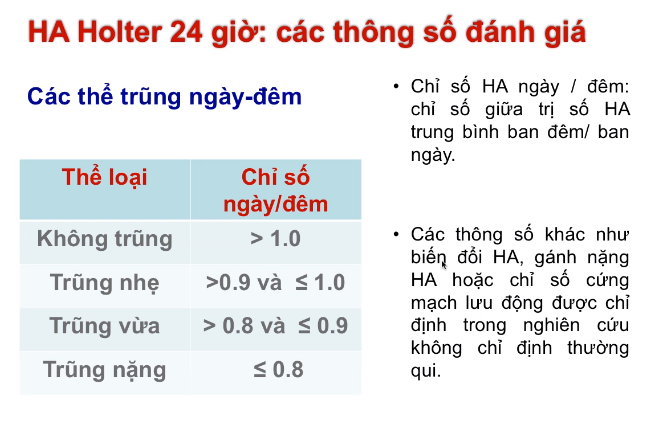 HA Holter 24 giờ: các thông số đánh giá
Các thể trũng ngày-đêm
Thể loại
Chỉ số
ngày/đêm
Không trũng
> 1.0
Trũng nhẹ
>0.9 và ≤ 1.0
Trũng vừa
> 0.8 và ≤ 0.9
Trũng nặng
≤ 0.8
• Chỉ số HA ngày / đêm:
chỉ số giữa trị số HA
trung bình ban đêm/ ban
ngày.
• Các thông số khác như
biến đổi HA, gánh nặng
HA hoặc chỉ số cứng
mạch lưu động được chỉ
định trong nghiên cứu
không chỉ định thường
qui.